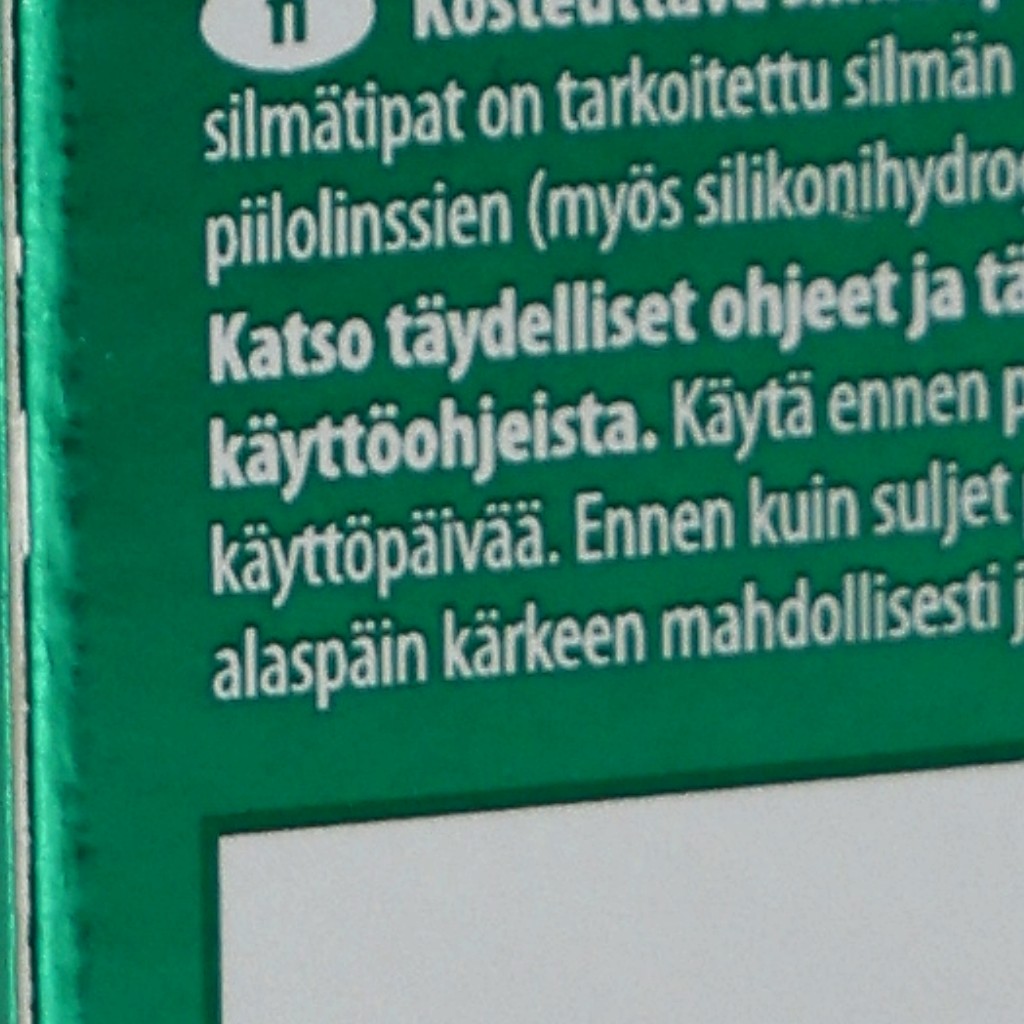 fi Kosteuttava
silmätipat on tarkoitettu silmän
piilolinssien (myös
Katso täydelliset ohjeet ja
käyttöohjeista. Käytä ennen
käyttöpäivää. Ennen kuin suljet
alaspäin kärkeen mahdollisesti